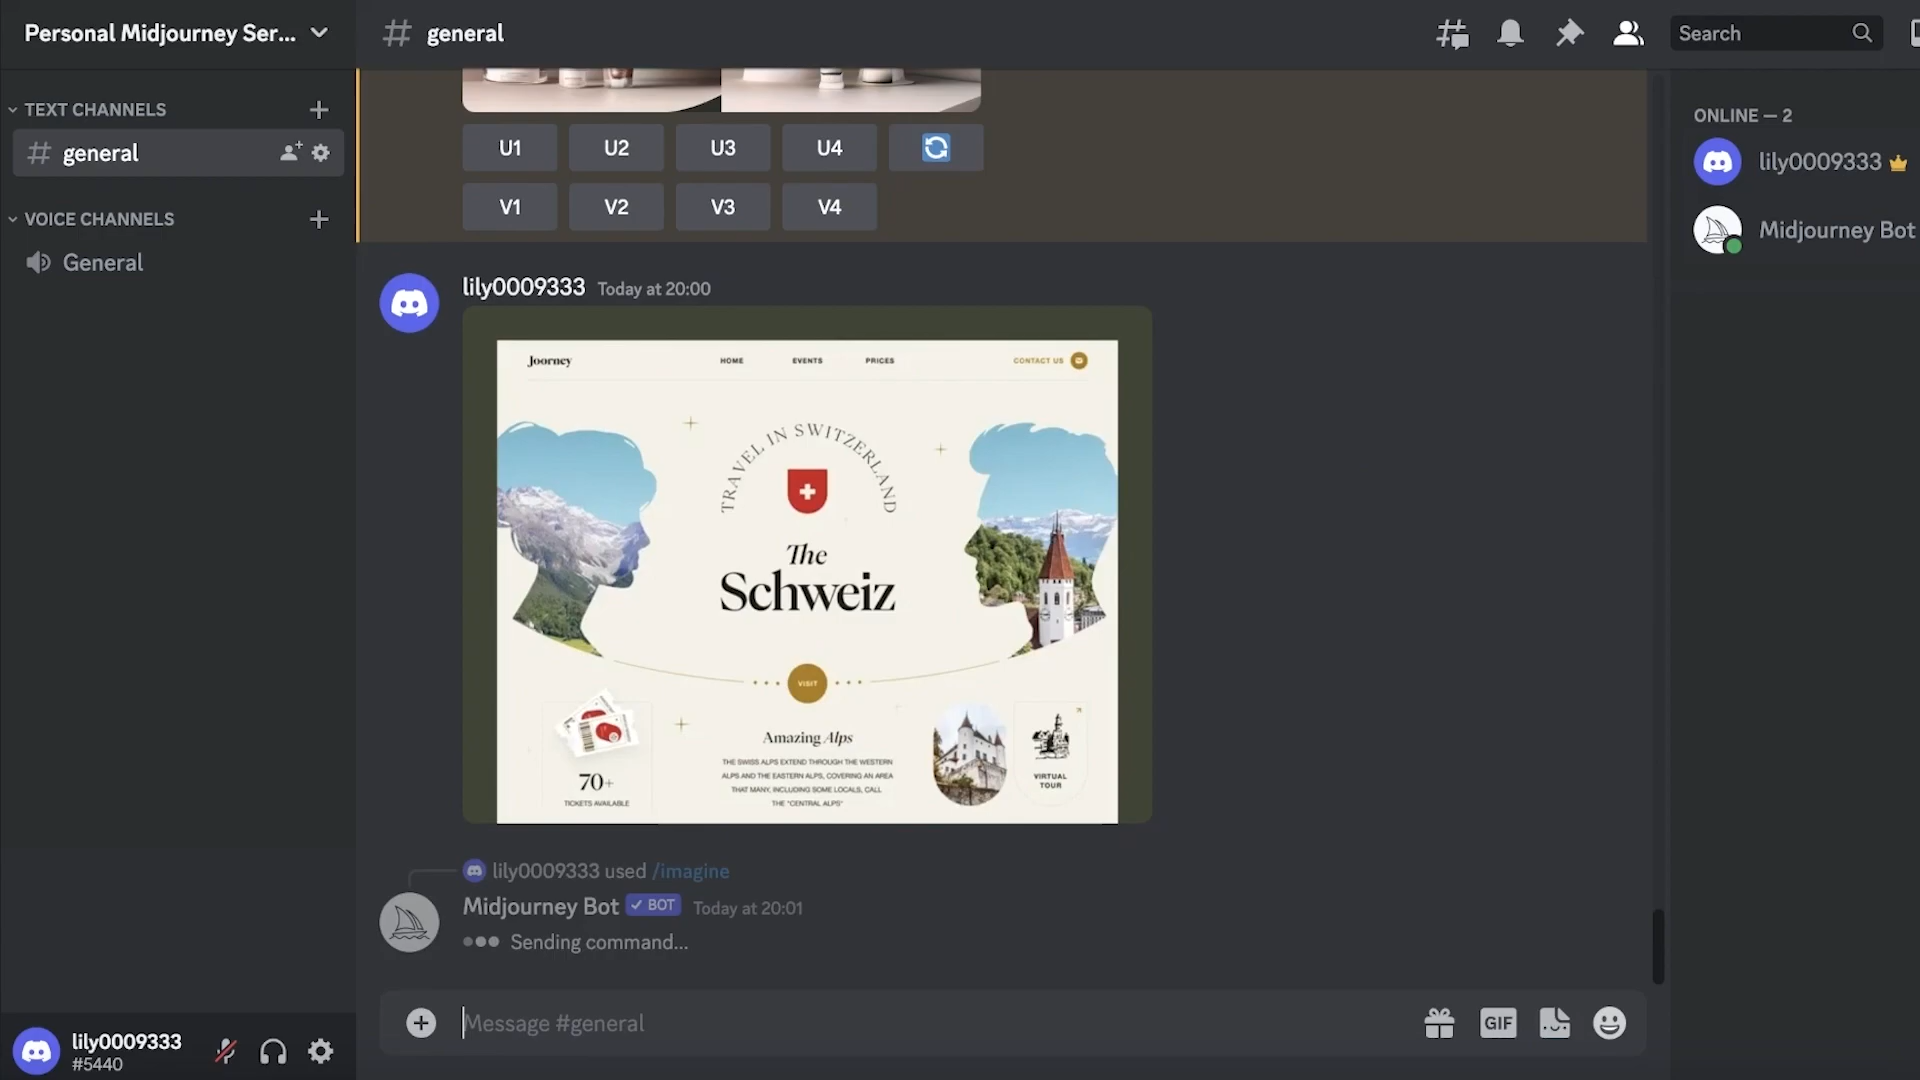 Personal Midjourney Ser...
general
Search
TEXT CHANNELS
general
VOICE CHANNELS
General
U1 U2 U3 U4
V1 V2 V3 V4
lily0009333 Today at 20:00
Joorney
HOME EVENTS PRICES
CONTACT US
TRAVEL IN SWITZERLAND
The
Schweiz
VISIT
70+
TICKETS AVAILABLE
Amazing Alps
THE SWISS ALPS EXTEND THROUGH THE WESTERN
ALPS AND THE EASTERN ALPS, COVERING AN AREA
THAT MANY, INCLUDING SOME LOCALS, CALL
THE "CENTRAL ALPS"
VIRTUAL
TOUR
lily0009333 used /imagine
Midjourney Bot BOT Today at 20:01
Sending command...
Message #general
GIF
ONLINE — 2
lily0009333
Midjourney Bot
lily0009333
#5440